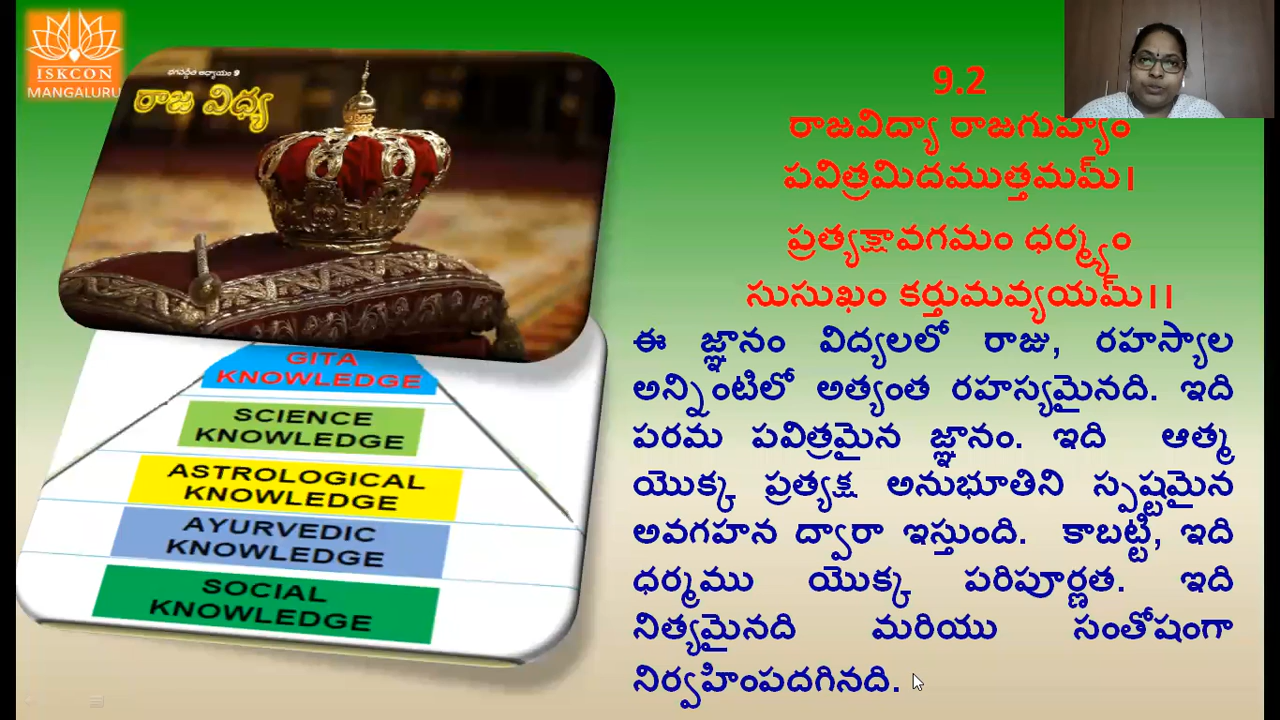 ISKCON
MANGALURU
భగవద్గీత అధ్యాయం 9
రాజ విధ్య
GITA
KNOWLEDGE
SCIENCE
KNOWLEDGE
ASTROLOGICAL
KNOWLEDGE
AYURVEDIC
KNOWLEDGE
SOCIAL
KNOWLEDGE
9.2
రాజవిద్యా రాజగుహ్యం
పవిత్రమిదముత్తమమ్।
ప్రత్యక్షావగమం ధర్మ్యం
సుసుఖం కర్తుమవ్యయమ్।।
ఈ జ్ఞానం విద్యలలో రాజు, రహస్యాల
అన్నింటిలో అత్యంత రహస్యమైనది. ఇది
పరమ పవిత్రమైన జ్ఞానం. ఇది ఆత్మ
యొక్క ప్రత్యక్ష అనుభూతిని స్పష్టమైన
అవగహన ద్వారా ఇస్తుంది. కాబట్టి, ఇది
ధర్మము యొక్క పరిపూర్ణత. ఇది
నిత్యమైనది మరియు సంతోషంగా
నిర్వహింపదగినది.